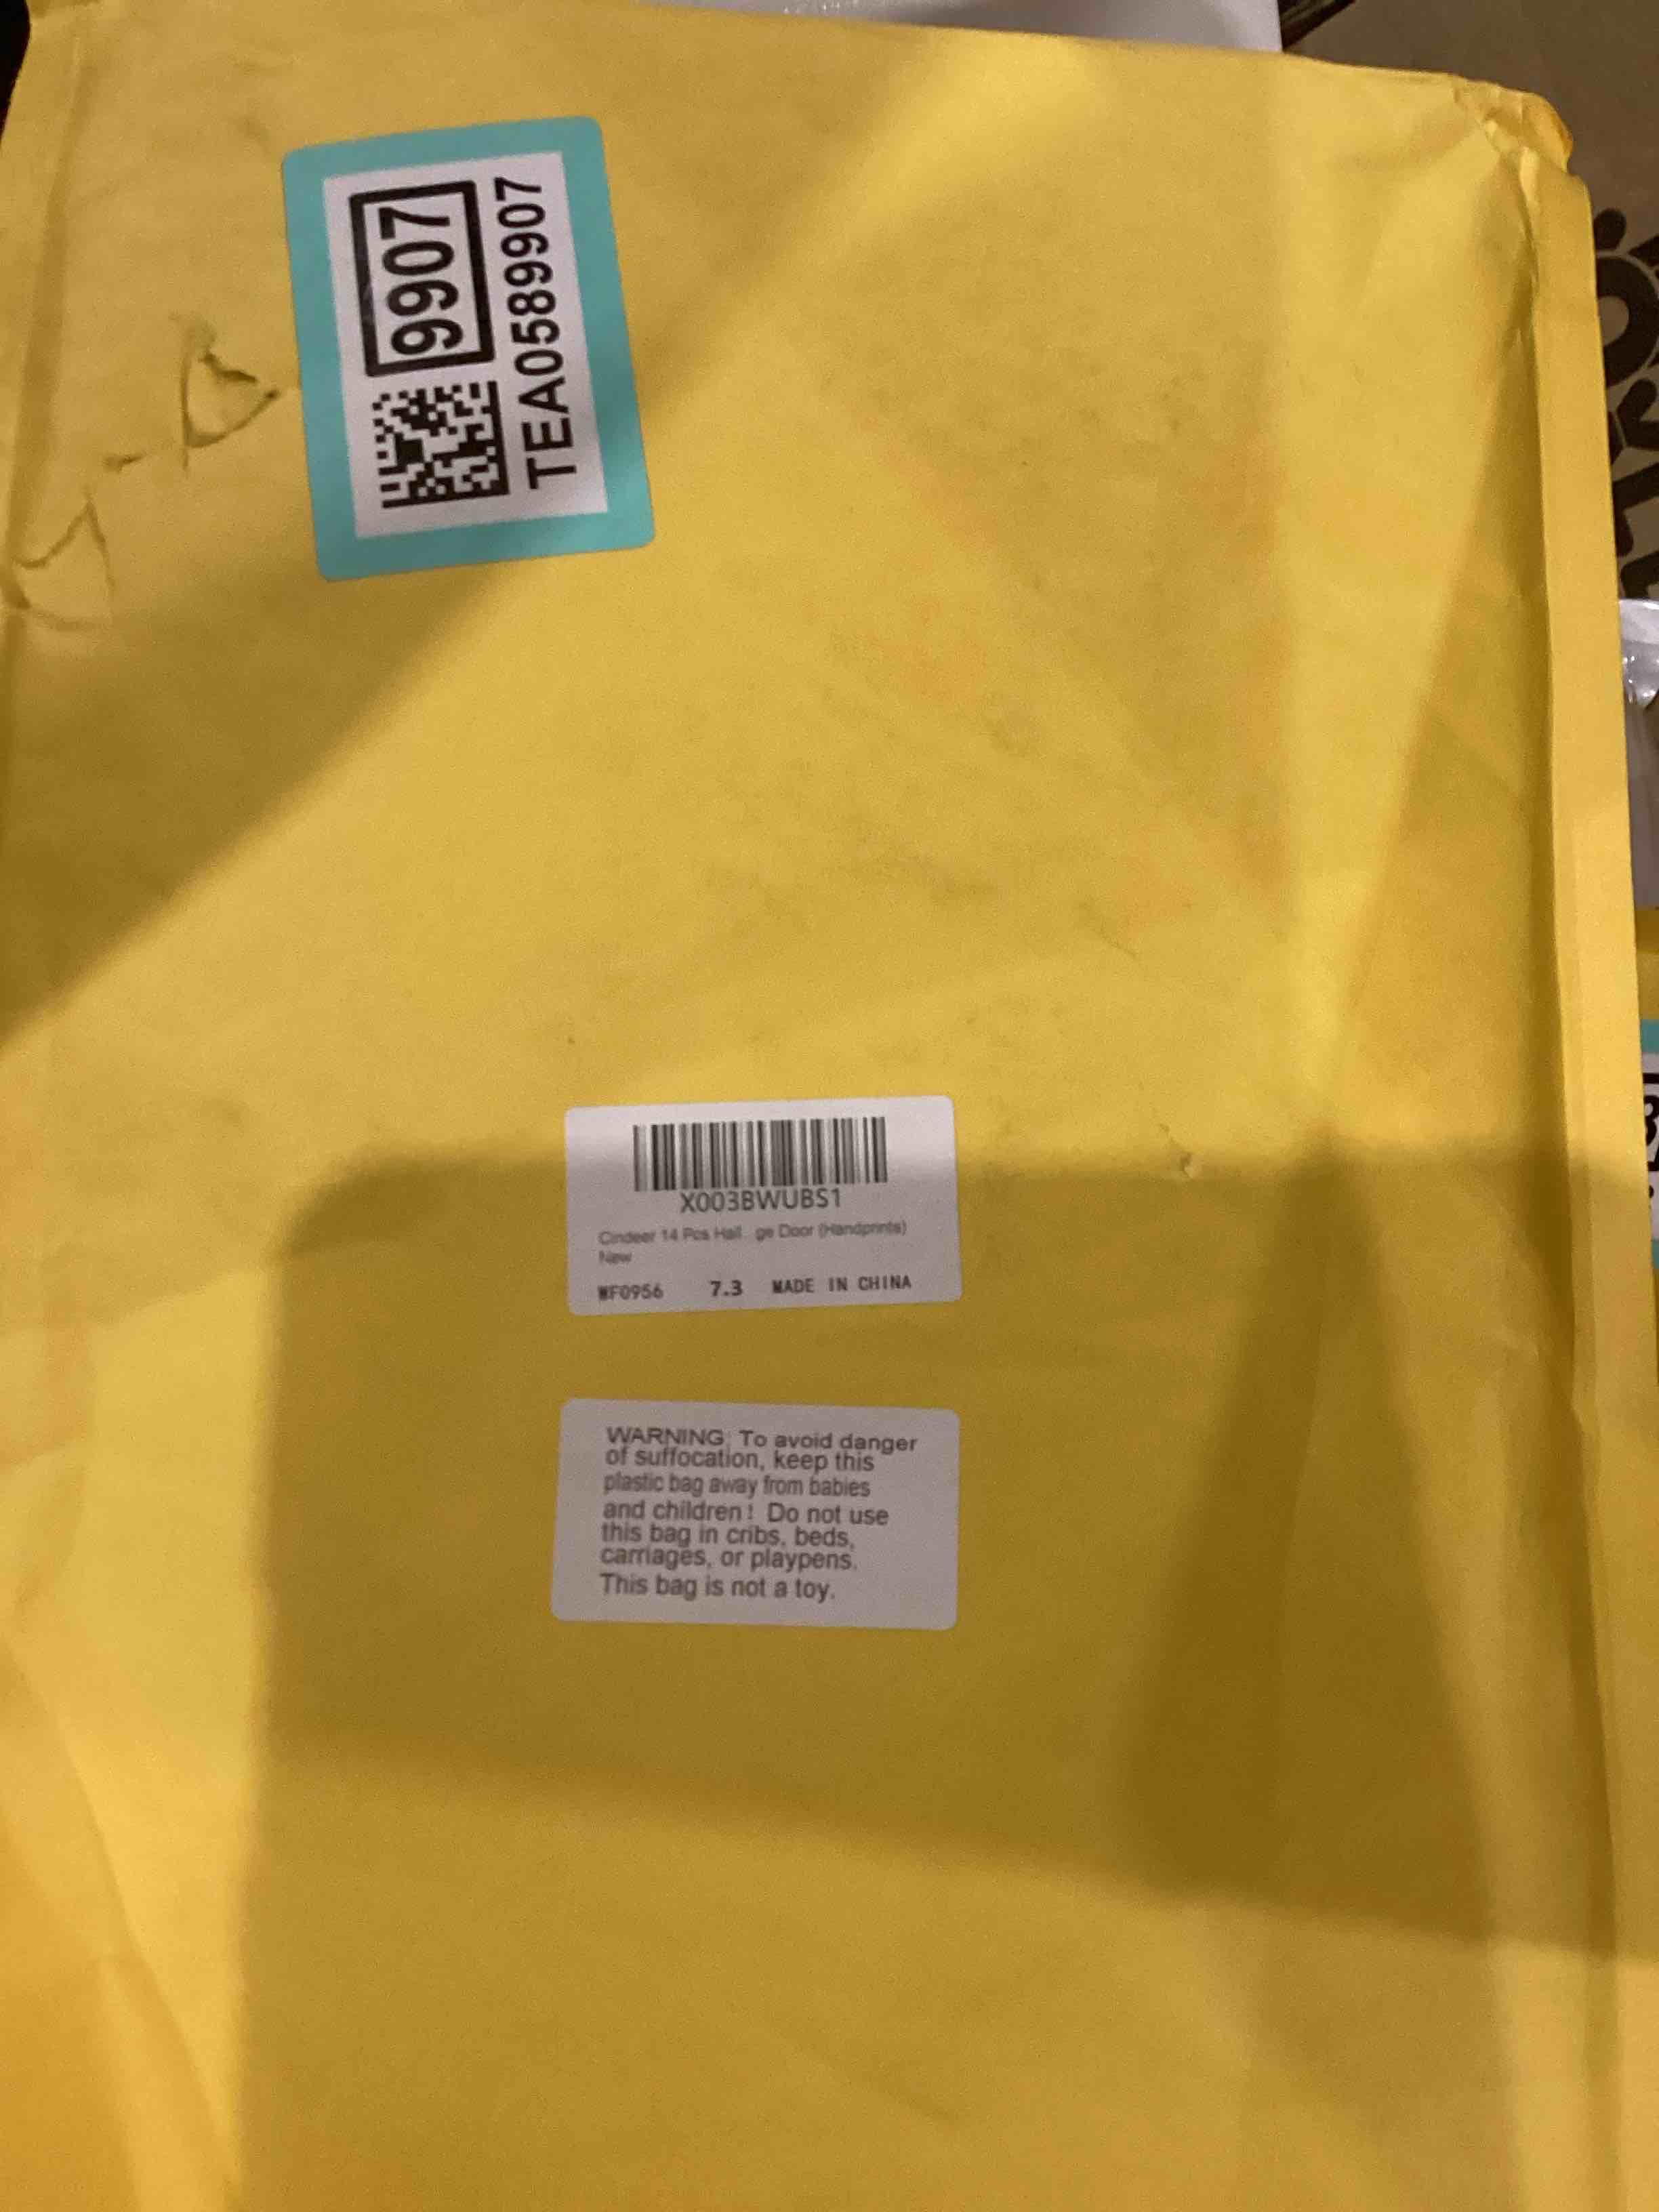 9907
TEA0589907
X003BWUBS1
Cindeer 14 Pcs Hall ge Door (Handprints)
New
WF0956 7.3 MADE IN CHINA
WARNING: To avoid danger
of suffocation, keep this
plastic bag away from babies
and children! Do not use
this bag in cribs, beds,
carriages, or playpens.
This bag is not a toy.